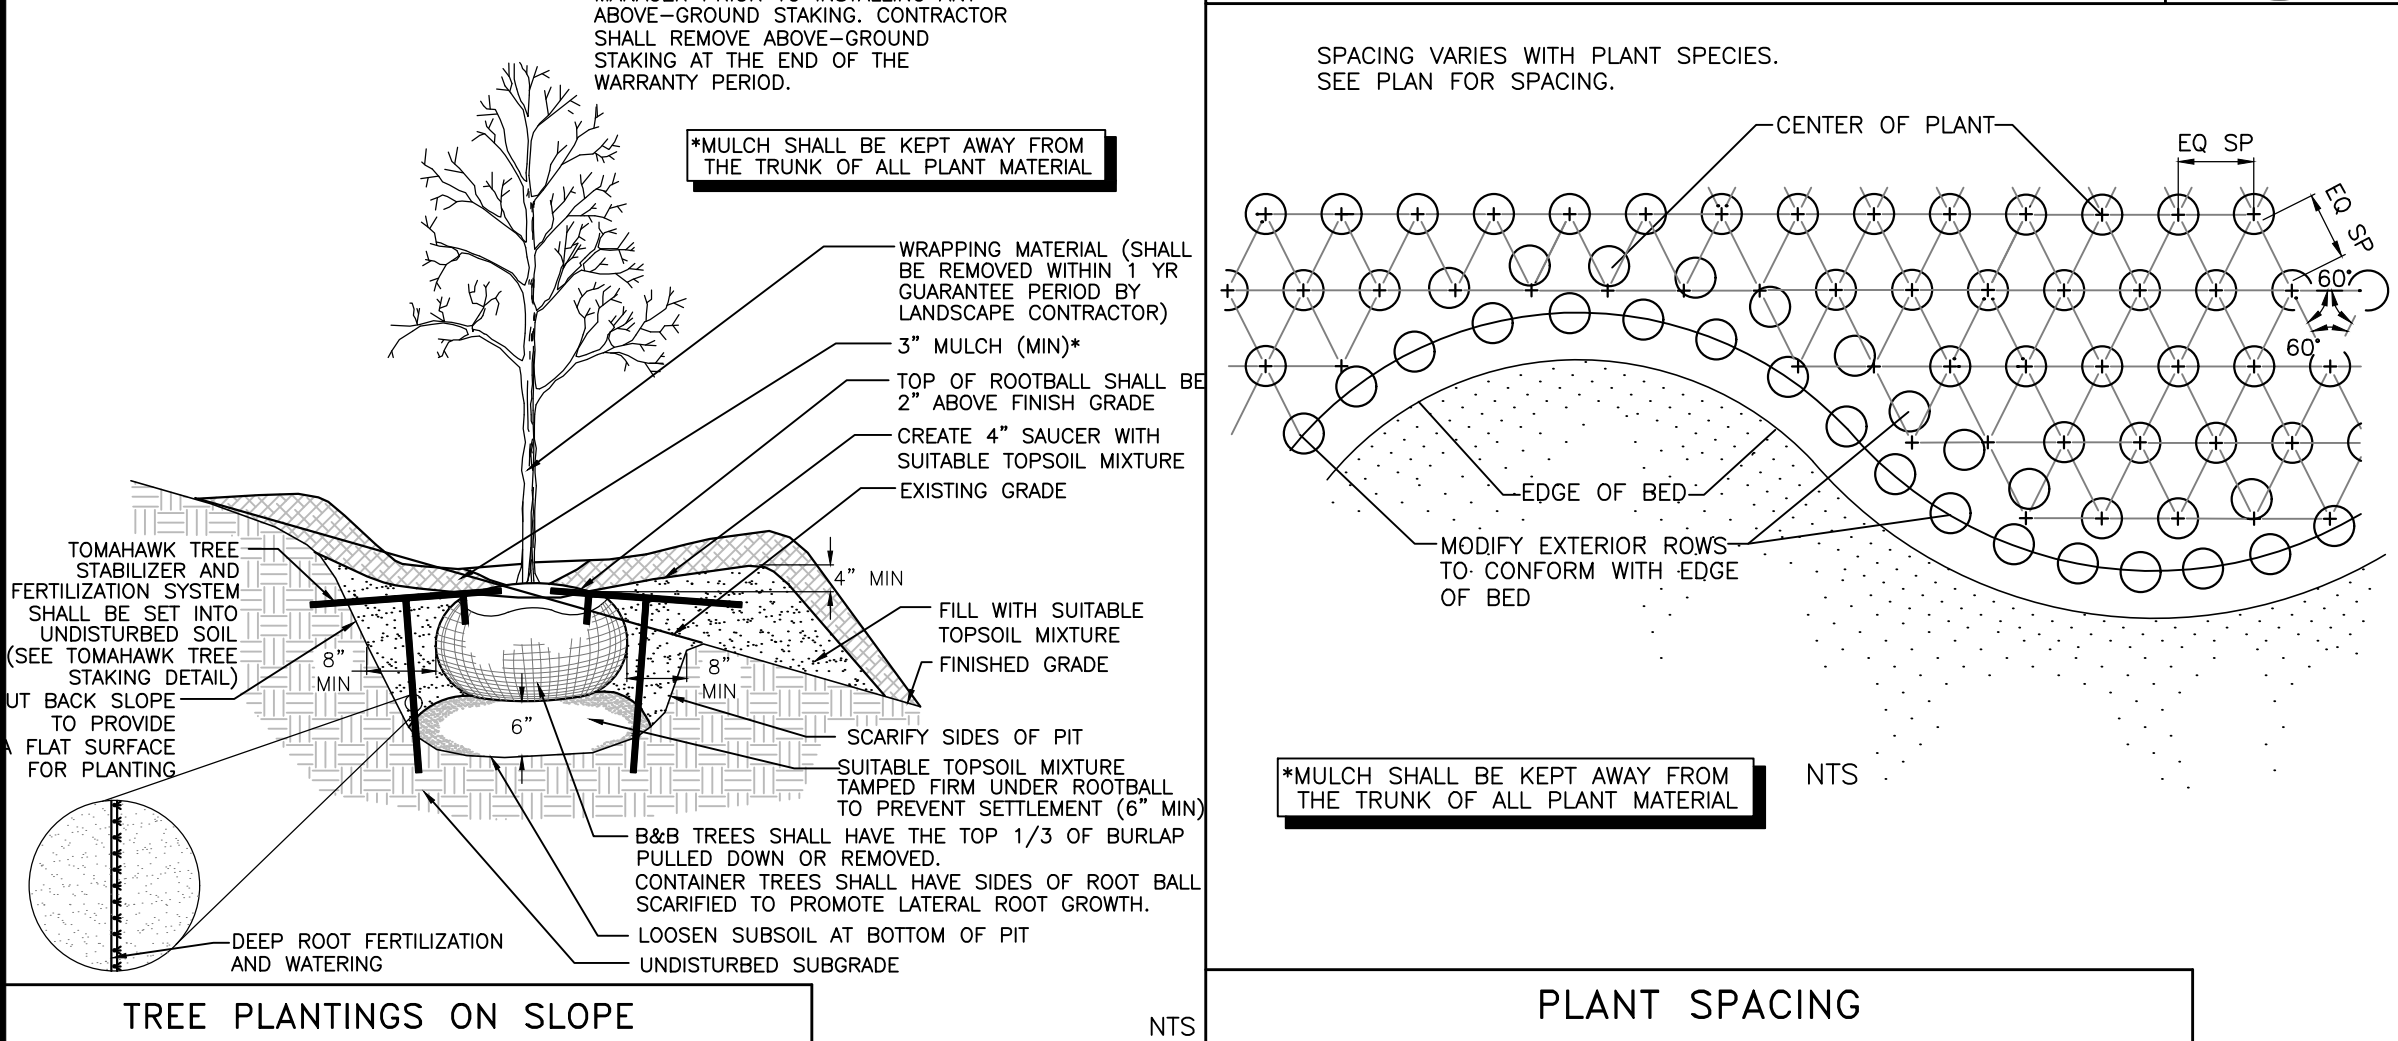 ABOVE-GROUND STAKING. CONTRACTOR
SHALL REMOVE ABOVE-GROUND
STAKING AT THE END OF THE
WARRANTY PERIOD.
*MULCH SHALL BE KEPT AWAY FROM
THE TRUNK OF ALL PLANT MATERIAL
WRAPPING MATERIAL (SHALL
BE REMOVED WITHIN 1 YR
GUARANTEE PERIOD BY
LANDSCAPE CONTRACTOR)
3" MULCH (MIN)*
TOP OF ROOTBALL SHALL BE
2" ABOVE FINISH GRADE
CREATE 4" SAUCER WITH
SUITABLE TOPSOIL MIXTURE
EXISTING GRADE
4" MIN
FILL WITH SUITABLE
TOPSOIL MIXTURE
FINISHED GRADE
TOMAHAWK TREE
STABILIZER AND
FERTILIZATION SYSTEM
SHALL BE SET INTO
UNDISTURBED SOIL
(SEE TOMAHAWK TREE
STAKING DETAIL)
UT BACK SLOPE
TO PROVIDE
A FLAT SURFACE
FOR PLANTING
8"
MIN
8"
MIN
6"
SCARIFY SIDES OF PIT
SUITABLE TOPSOIL MIXTURE
TAMPED FIRM UNDER ROOTBALL
TO PREVENT SETTLEMENT (6" MIN)
B&B TREES SHALL HAVE THE TOP 1/3 OF BURLAP
PULLED DOWN OR REMOVED.
CONTAINER TREES SHALL HAVE SIDES OF ROOT BALL
SCARIFIED TO PROMOTE LATERAL ROOT GROWTH.
LOOSEN SUBSOIL AT BOTTOM OF PIT
UNDISTURBED SUBGRADE
DEEP ROOT FERTILIZATION
AND WATERING
TREE PLANTINGS ON SLOPE
NTS
SPACING VARIES WITH PLANT SPECIES.
SEE PLAN FOR SPACING.
CENTER OF PLANT
EQ SP
EQ SP
60°
60°
EDGE OF BED
MODIFY EXTERIOR ROWS
TO CONFORM WITH EDGE
OF BED
*MULCH SHALL BE KEPT AWAY FROM
THE TRUNK OF ALL PLANT MATERIAL
NTS
PLANT SPACING